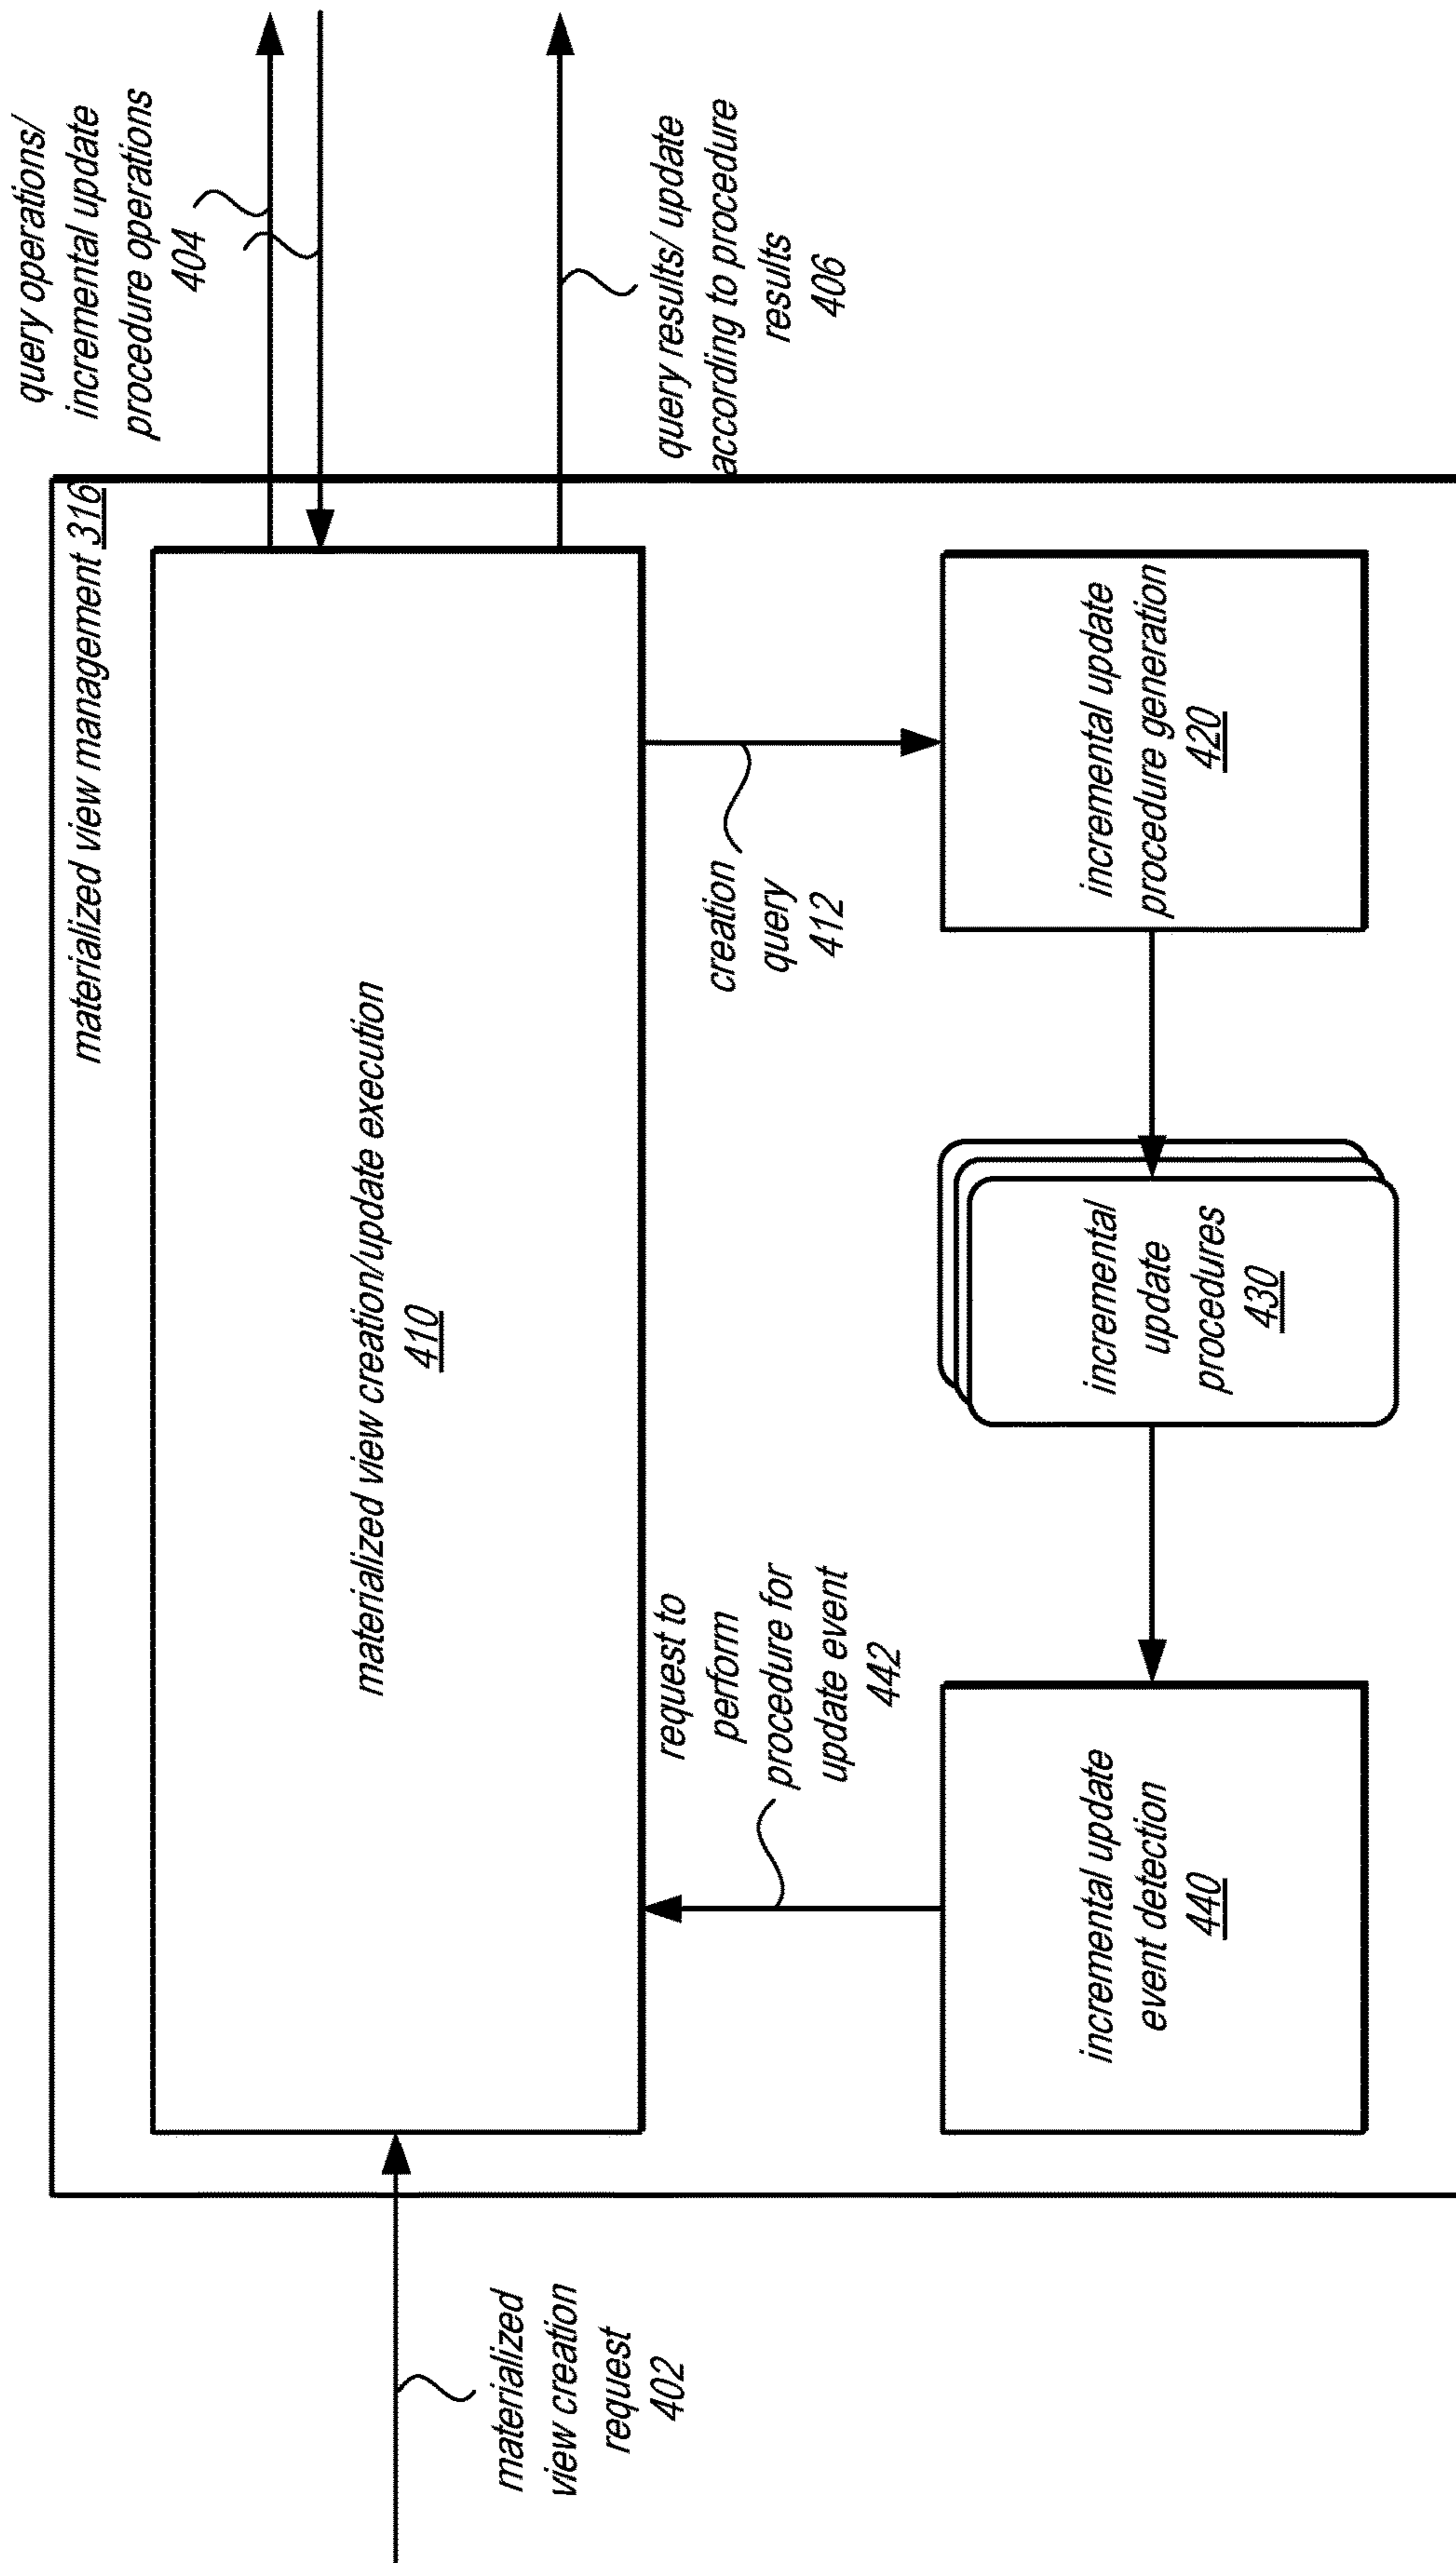 materialized view management 316
query operations/
incremental update
procedure operations
404
materialized view creation/update execution
410
materialized
view creation
request
402
query results/ update
according to procedure
results
406
request to
perform
procedure for
update event
442
creation
query
412
incremental update
event detection
440
incremental
update
procedures
430
incremental update
procedure generation
420